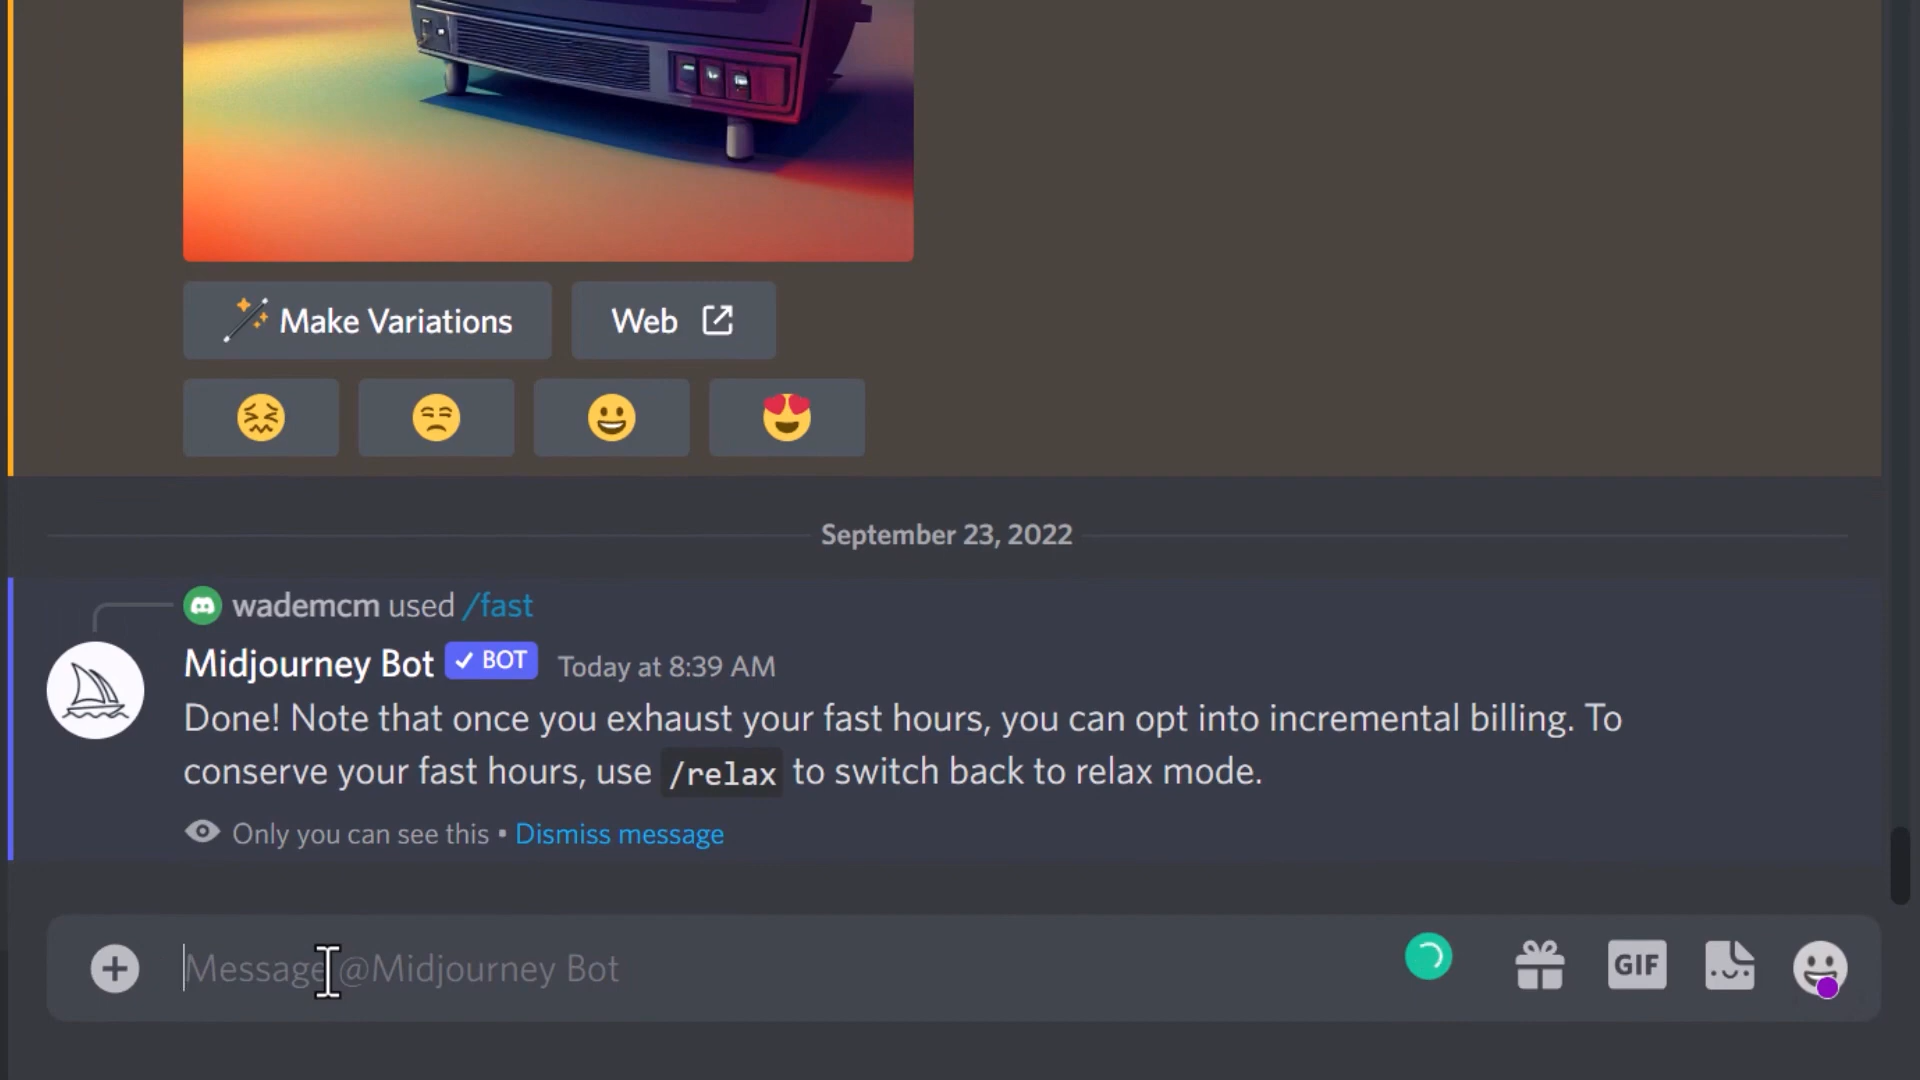 Make Variations
Web
September 23, 2022
wademcm used /fast
Midjourney Bot BOT Today at 8:39 AM
Done! Note that once you exhaust your fast hours, you can opt into incremental billing. To
conserve your fast hours, use /relax to switch back to relax mode.
Only you can see this • Dismiss message
Message @Midjourney Bot
GIF